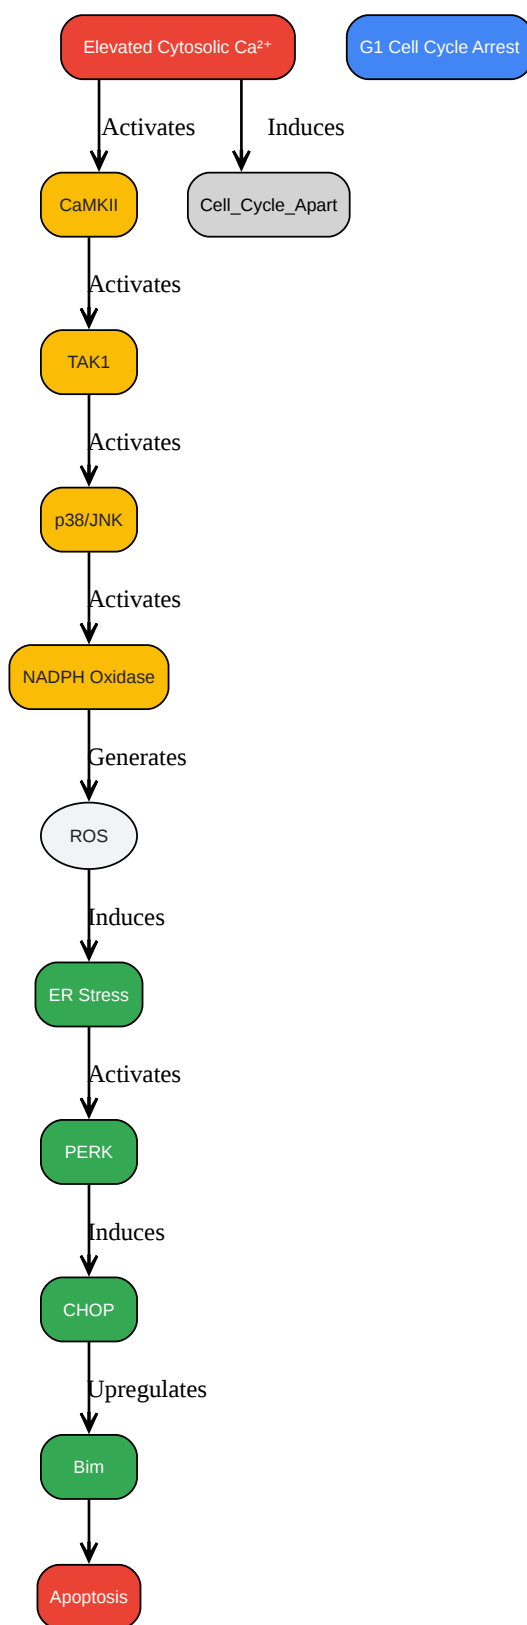 Elevated Cytosolic Ca²⁺
G1 Cell Cycle Arrest
Activates
Induces
CaMKII
Cell_Cycle_Apart
Activates
TAK1
Activates
p38/JNK
Activates
NADPH Oxidase
Generates
ROS
Induces
ER Stress
Activates
PERK
Induces
CHOP
Upregulates
Bim
Apoptosis